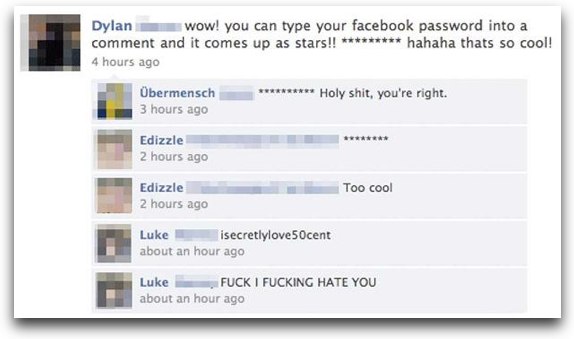 Dylan wow! you can type your facebook password into a
comment and it comes up as stars!! ********* hahaha thats so cool!
4 hours ago
Übermensch ********** Holy shit, you're right.
3 hours ago
Edizzle ********
2 hours ago
Edizzle Too cool
2 hours ago
Luke isecretlylove50cent
about an hour ago
Luke FUCK I FUCKING HATE YOU
about an hour ago